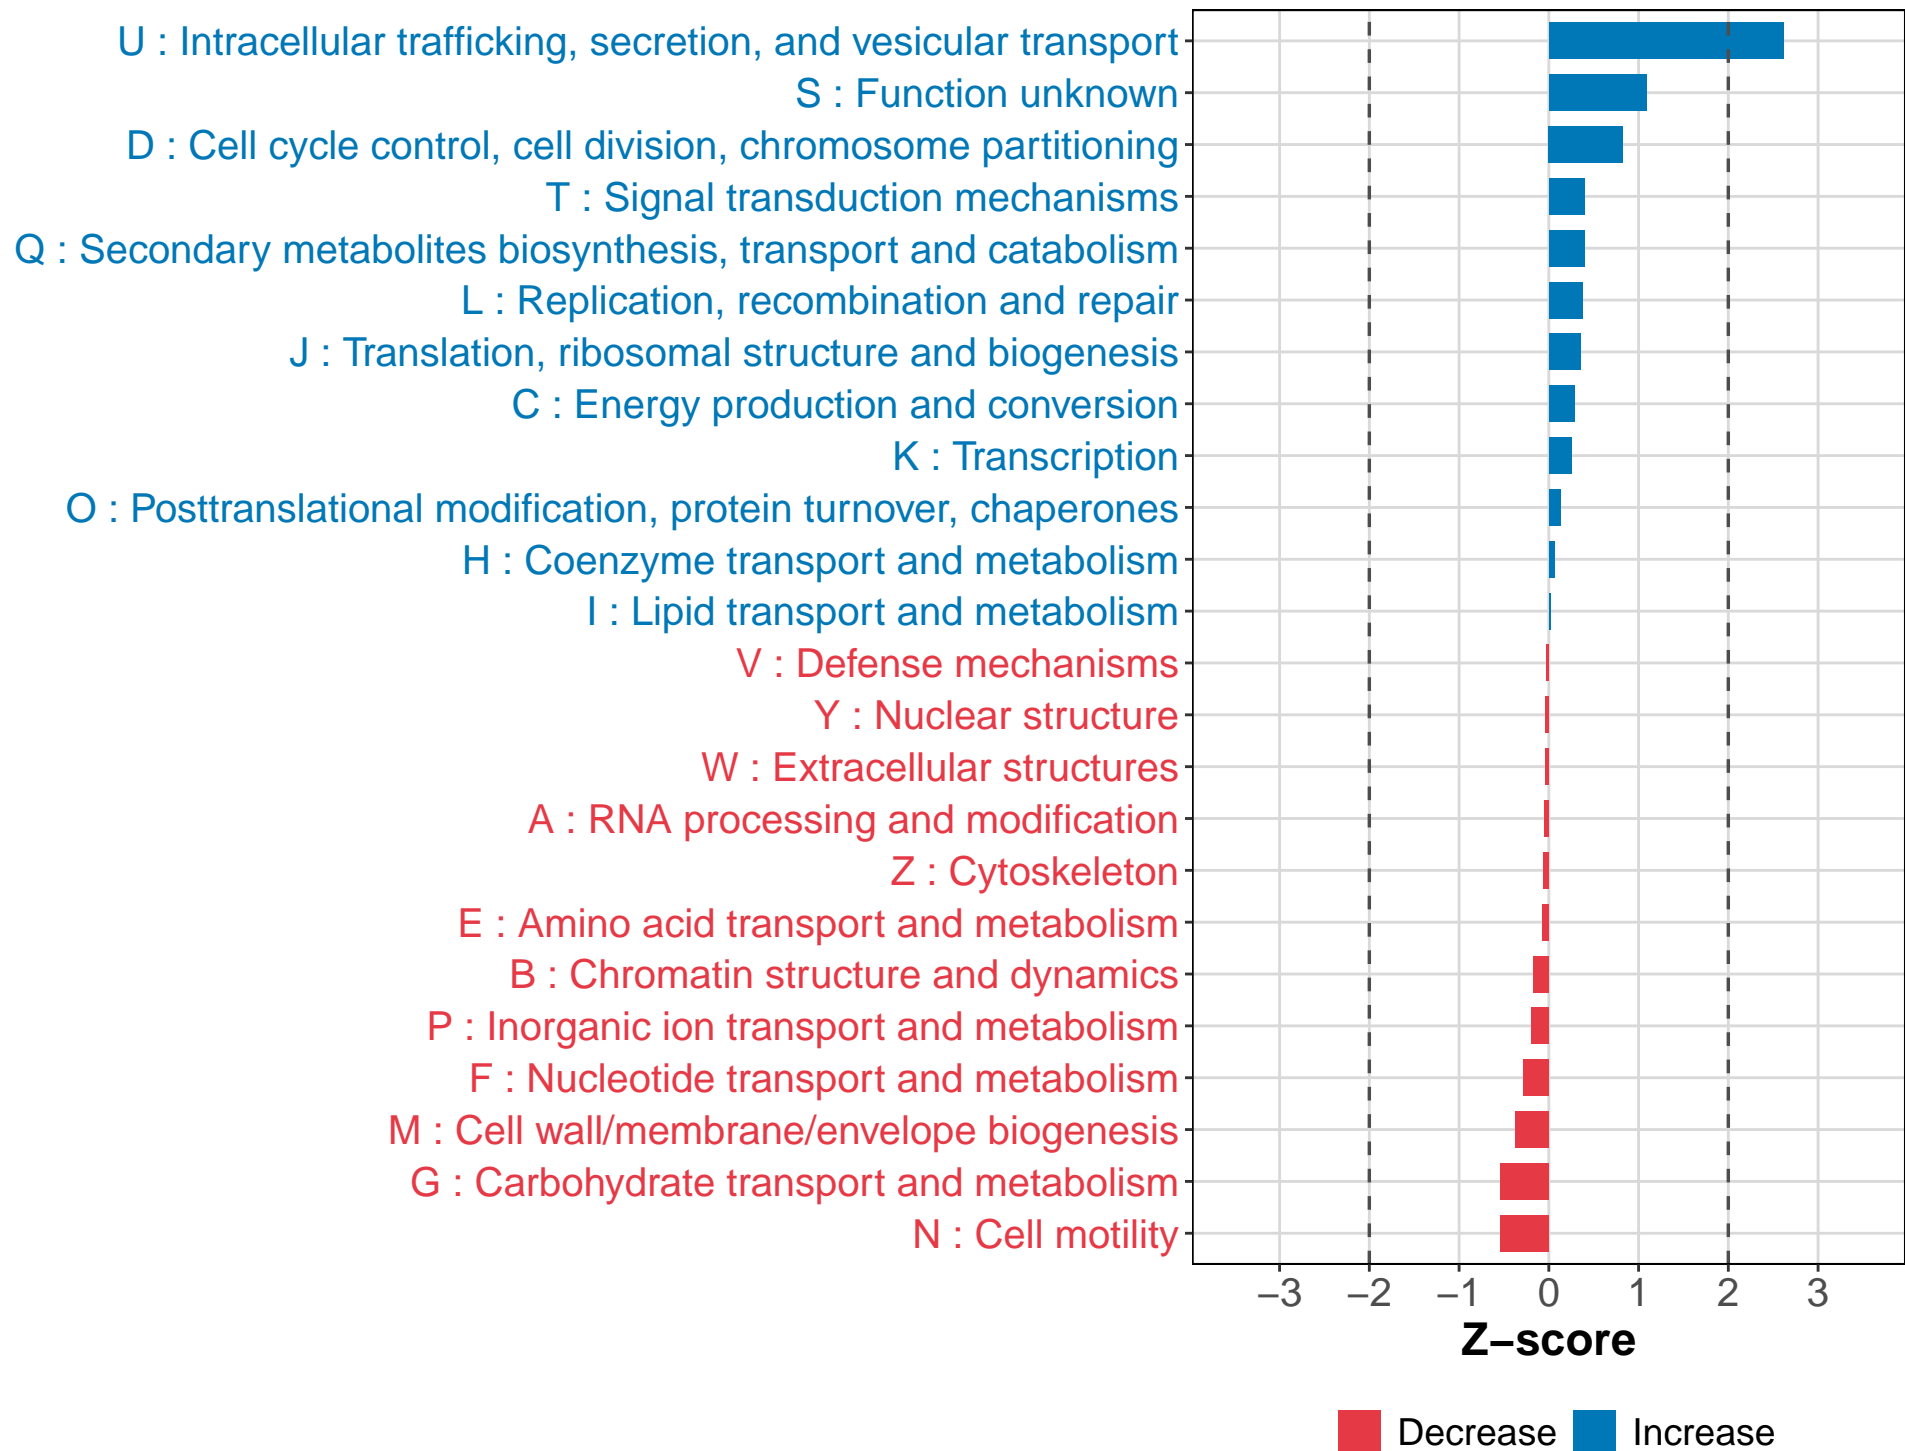 U : Intracellular trafficking, secretion, and vesicular transport
S : Function unknown
D : Cell cycle control, cell division, chromosome partitioning
T : Signal transduction mechanisms
Q : Secondary metabolites biosynthesis, transport and catabolism
L : Replication, recombination and repair
J : Translation, ribosomal structure and biogenesis
C : Energy production and conversion
K : Transcription
O : Posttranslational modification, protein turnover, chaperones
H : Coenzyme transport and metabolism
I : Lipid transport and metabolism
V : Defense mechanisms
Y : Nuclear structure
W : Extracellular structures
A : RNA processing and modification
Z : Cytoskeleton
E : Amino acid transport and metabolism
B : Chromatin structure and dynamics
P : Inorganic ion transport and metabolism
F : Nucleotide transport and metabolism
M : Cell wall/membrane/envelope biogenesis
G : Carbohydrate transport and metabolism
N : Cell motility
−3 −2 −1 0 1 2 3
Z−score
Decrease Increase